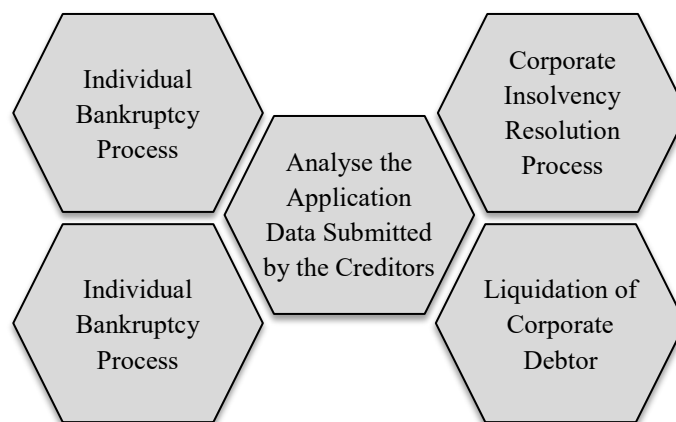 Individual
Bankruptcy
Process
Corporate
Insolvency
Resolution
Process
Analyse the
Application
Data Submitted
by the Creditors
Individual
Bankruptcy
Process
Liquidation of
Corporate
Debtor